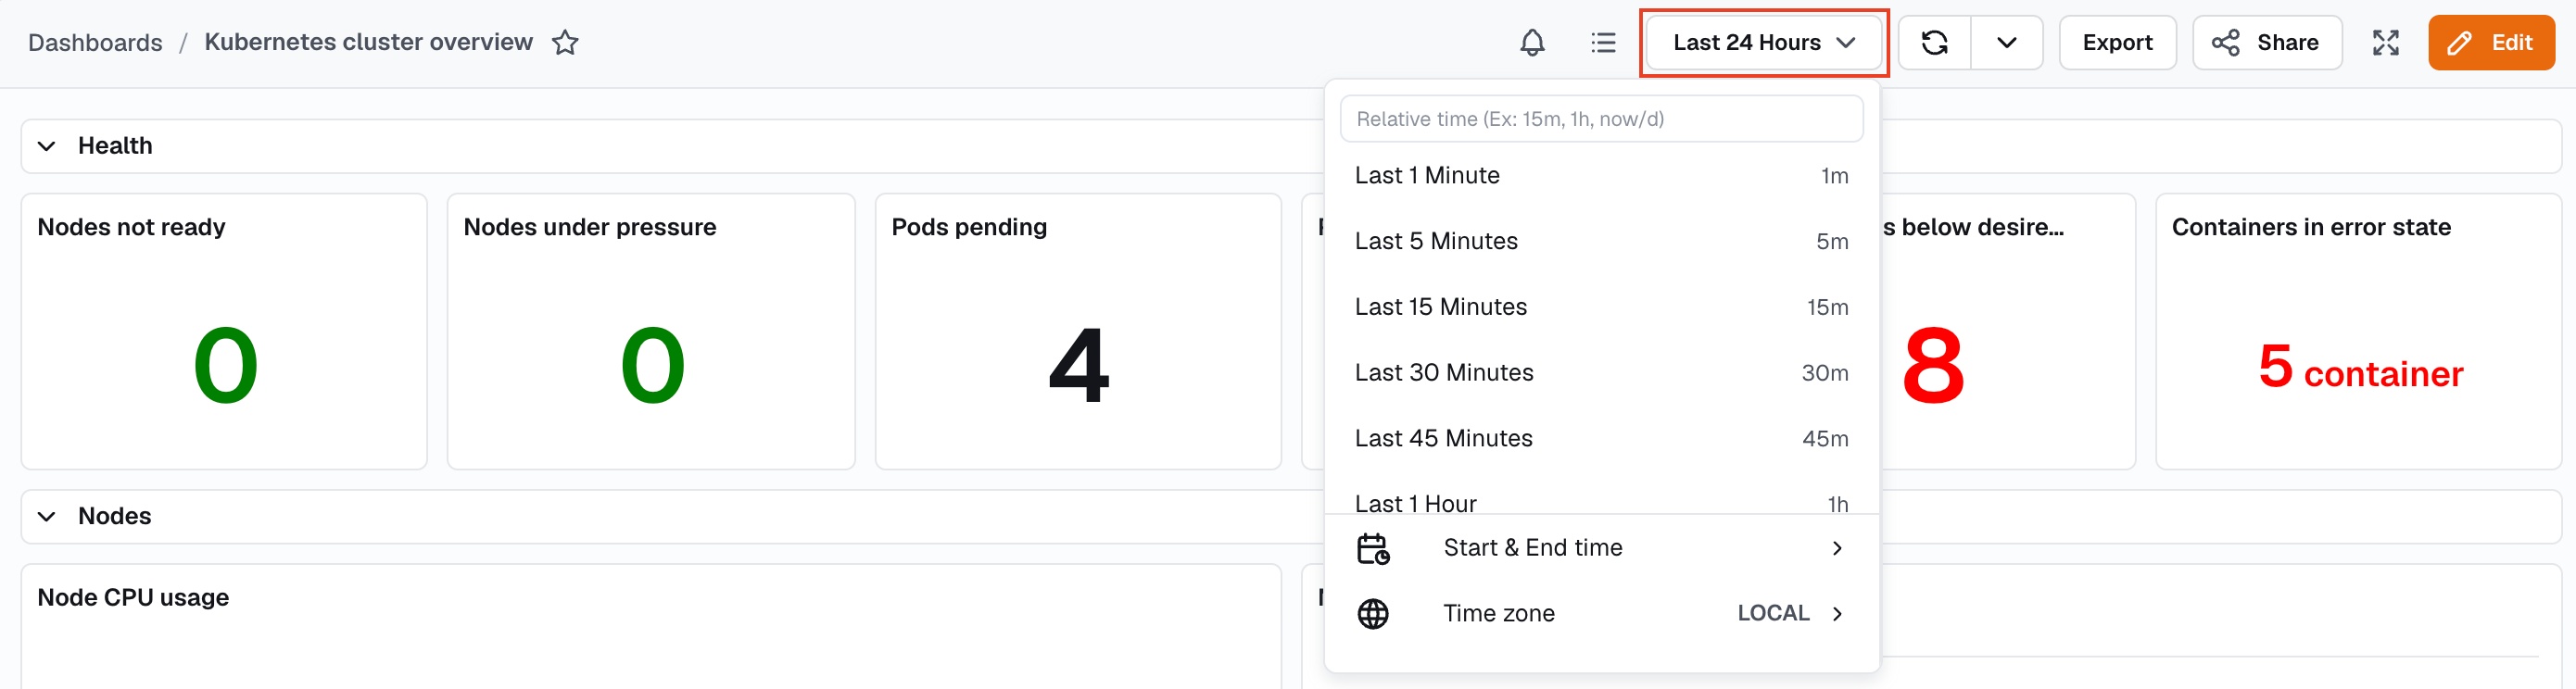 Dashboards / Kubernetes cluster overview
Last 24 Hours
Export
Share
Edit
Relative time (Ex: 15m, 1h, now/d)
Last 1 Minute 1m
Last 5 Minutes 5m
Last 15 Minutes 15m
Last 30 Minutes 30m
Last 45 Minutes 45m
Last 1 Hour 1h
Start & End time
Time zone LOCAL
Health
Nodes not ready
0
Nodes under pressure
0
Pods pending
4
s below desire...
8
Containers in error state
5 container
Nodes
Node CPU usage